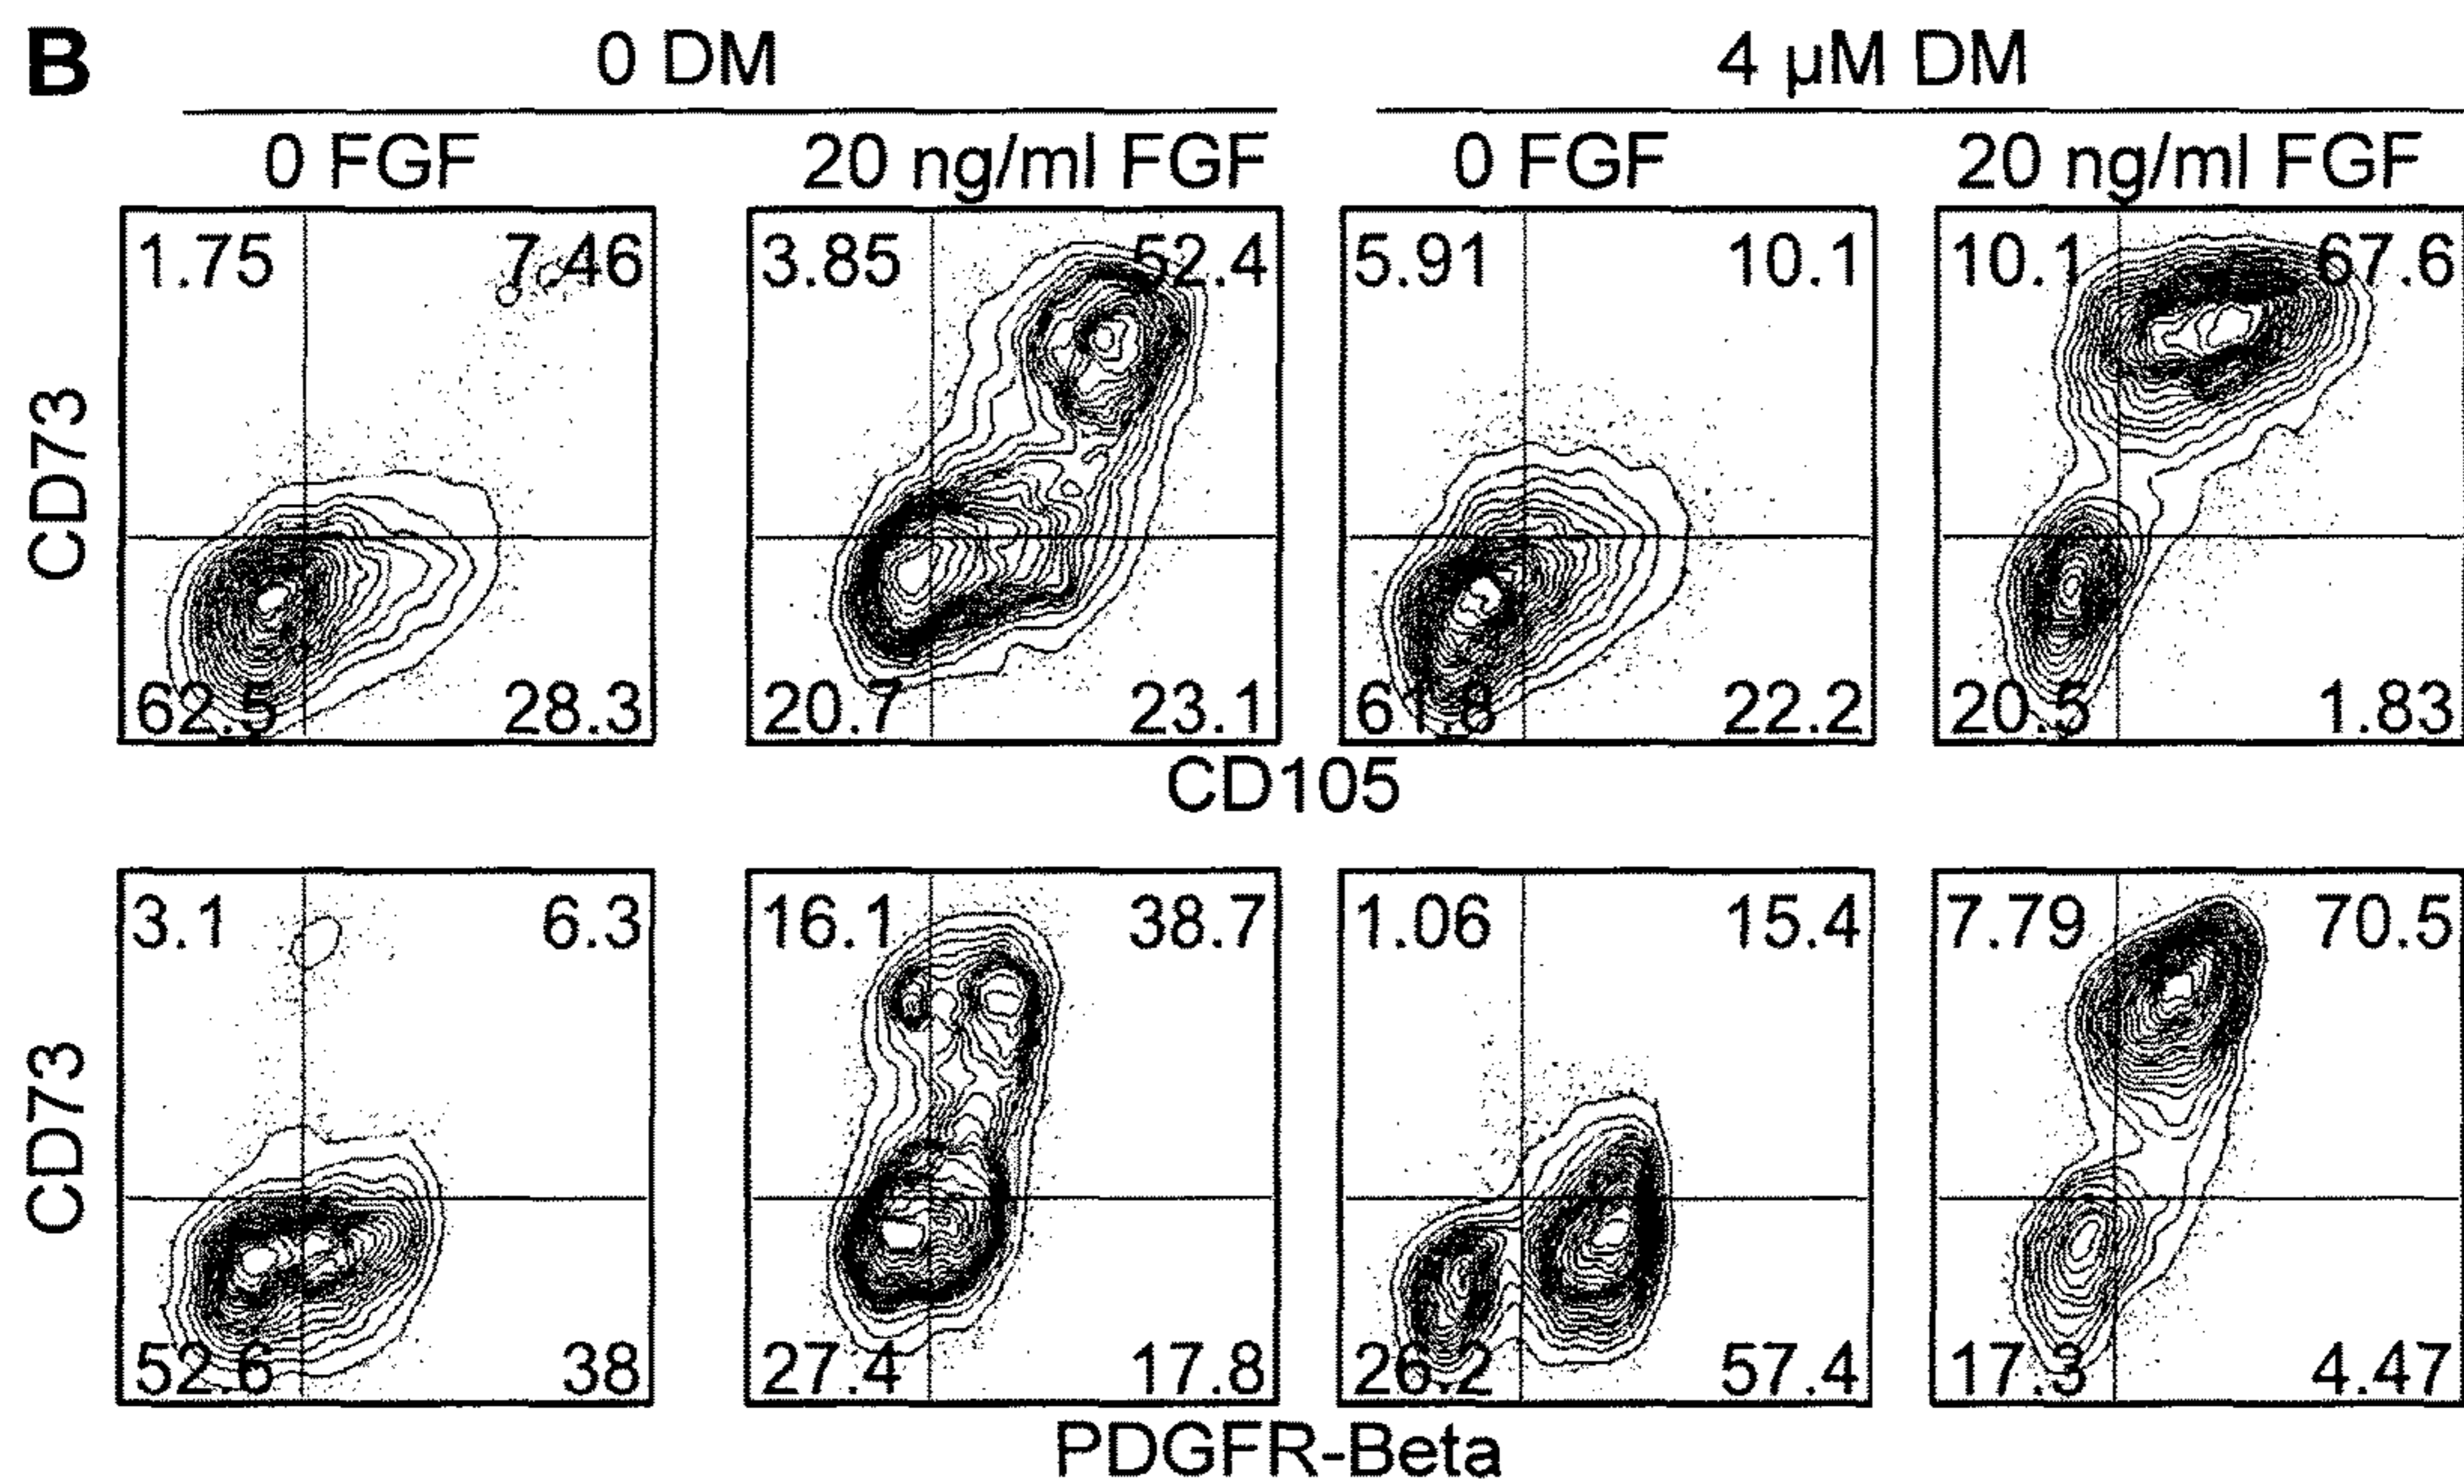 B 0 DM 4 µM DM
0 FGF 20 ng/ml FGF 0 FGF 20 ng/ml FGF
1.75 7.46 3.85 52.4 5.91 10.1 10.1 67.6
CD73
62.5 28.3 20.7 23.1 61.8 22.2 20.5 1.83
CD105
3.1 6.3 16.1 38.7 1.06 15.4 7.79 70.5
CD73
52.6 38 27.4 17.8 26.2 57.4 17.3 4.47
PDGFR-Beta